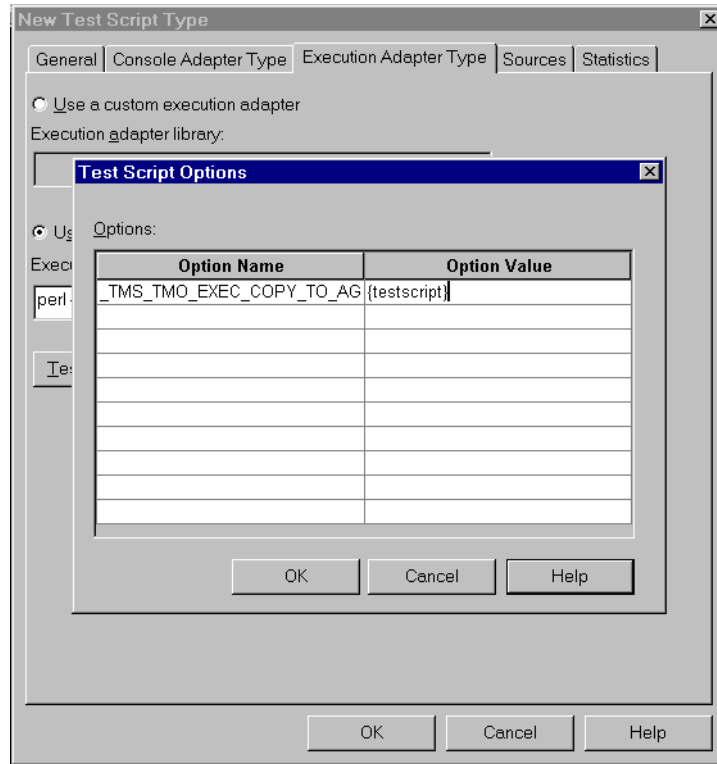 New Test Script Type
General Console Adapter Type Execution Adapter Type Sources Statistics
Use a custom execution adapter
Execution adapter library:
Test Script Options
Options:
Option Name Option Value
_TMS_TMO_EXEC_COPY_TO_AG {testscript}
perl
OK Cancel Help
OK Cancel Help